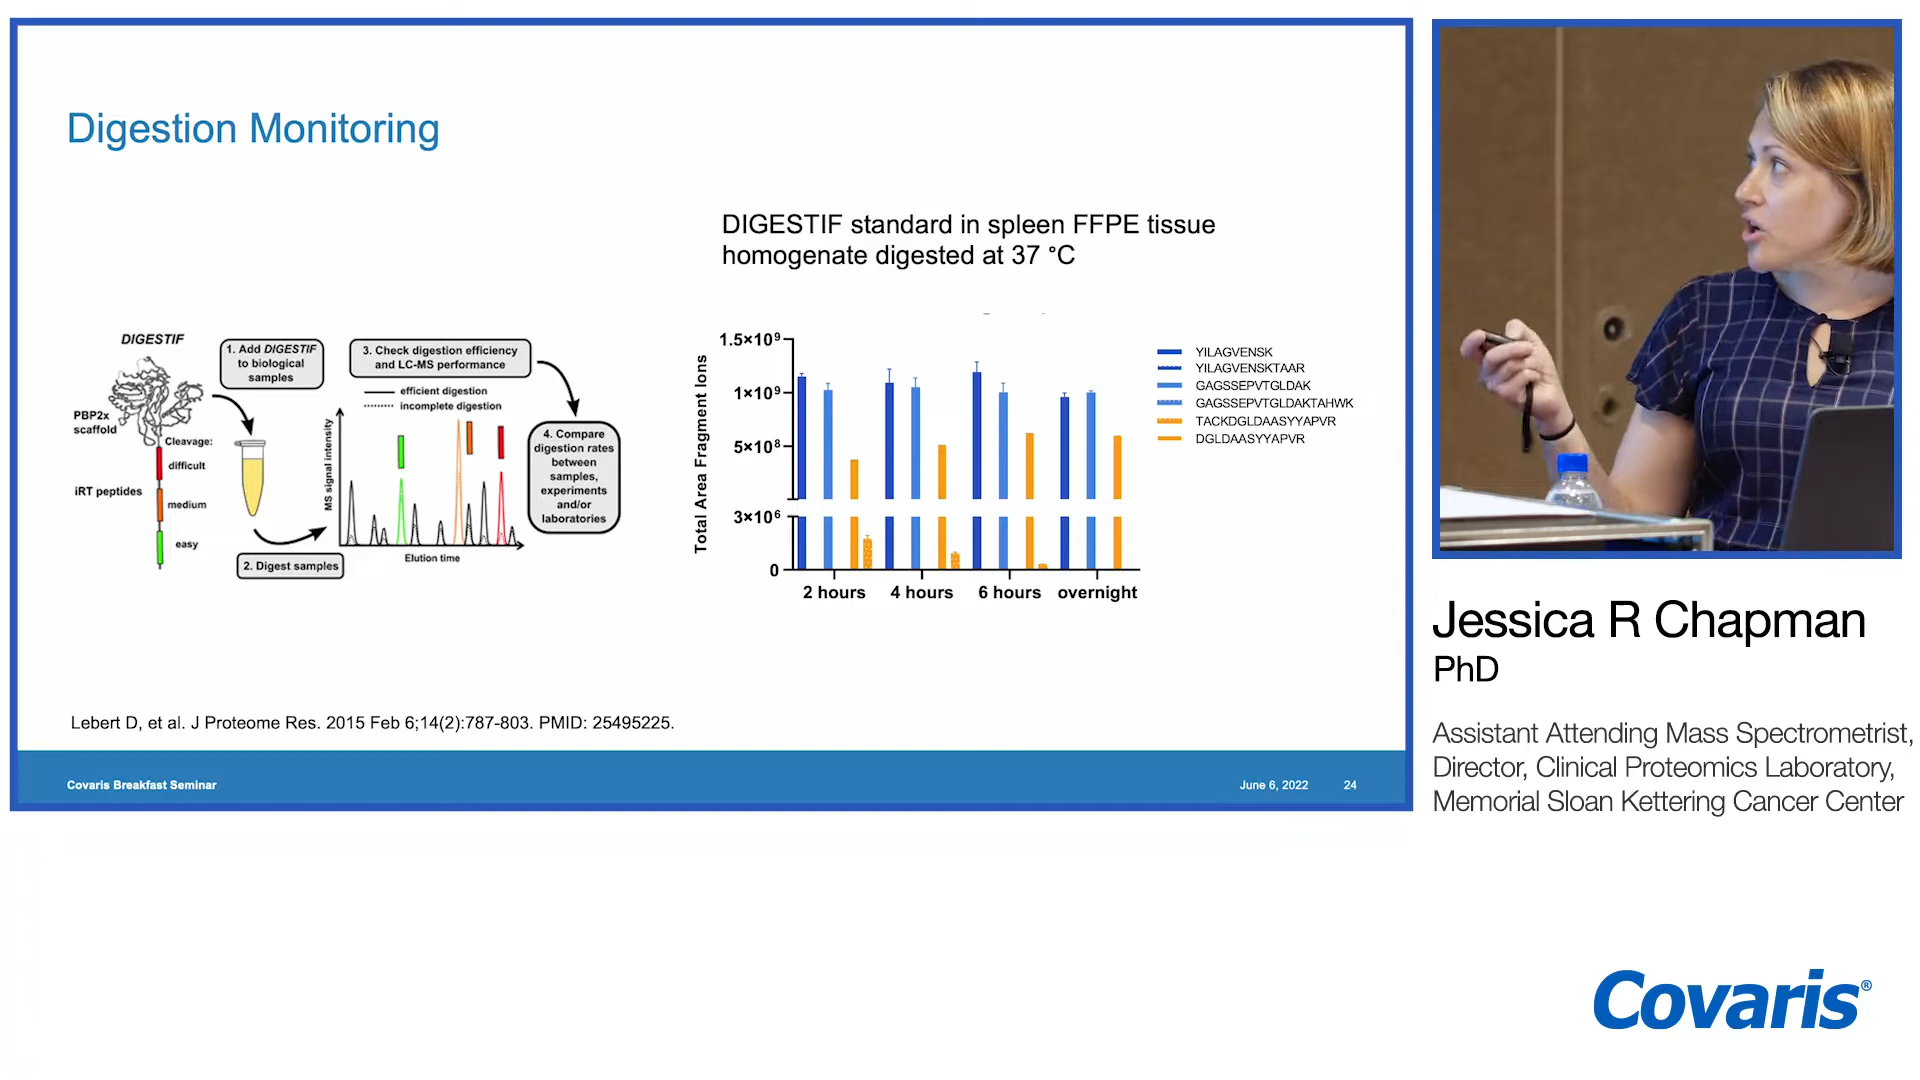 Digestion Monitoring
DIGESTIF standard in spleen FFPE tissue
homogenate digested at 37 °C
DIGESTIF
PBP2x
scaffold
iRT peptides
Cleavage:
difficult
medium
easy
1. Add DIGESTIF
to biological
samples
2. Digest samples
3. Check digestion efficiency
and LC-MS performance
efficient digestion
incomplete digestion
MS signal intensity
Elution time
4. Compare
digestion rates
between
samples,
experiments
and/or
laboratories
Total Area Fragment Ions
1.5×10⁹
1×10⁹
5×10⁸
3×10⁶
0
2 hours
4 hours
6 hours
overnight
YILAGVENSK
YILAGVENSKTAAR
GAGSSEPVTGLDAK
GAGSSEPVTGLDAKTAHWK
TACKDGLDAASYYAPVR
DGLDAASYYAPVR
Lebert D, et al. J Proteome Res. 2015 Feb 6;14(2):787-803. PMID: 25495225.
Covaris Breakfast Seminar
June 6, 2022
24
Jessica R Chapman
PhD
Assistant Attending Mass Spectrometrist,
Director, Clinical Proteomics Laboratory,
Memorial Sloan Kettering Cancer Center
Covaris®